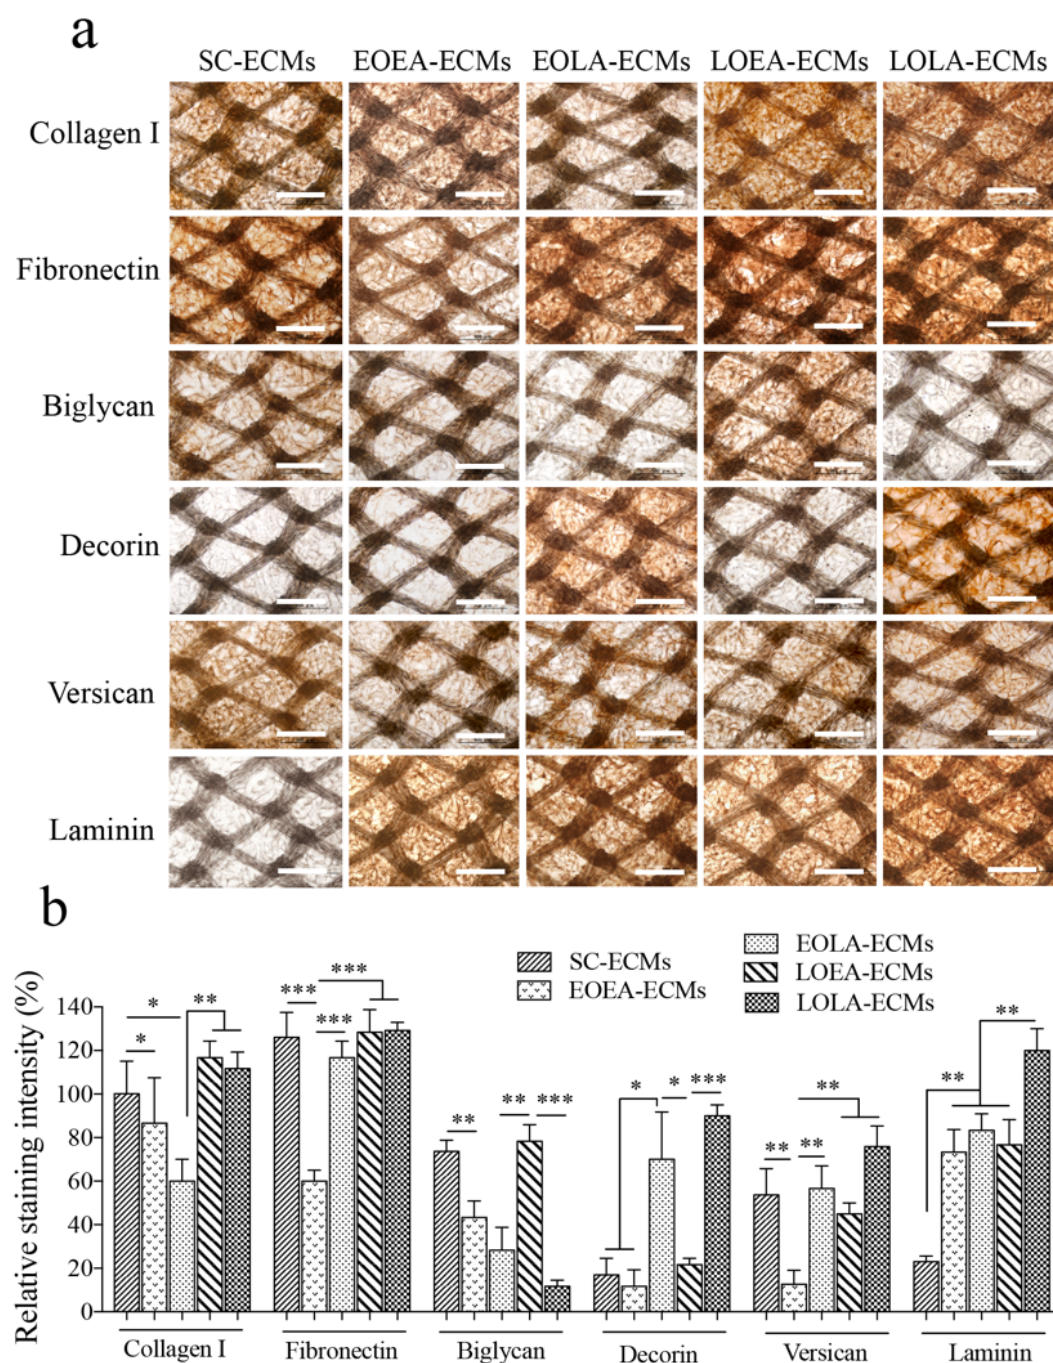 a
SC-ECMs EOEA-ECMs EOLA-ECMs LOEA-ECMs LOLA-ECMs
Collagen I
Fibronectin
Biglycan
Decorin
Versican
Laminin
b
SC-ECMs
EOEA-ECMs
EOLA-ECMs
LOEA-ECMs
LOLA-ECMs
Relative staining intensity (%)
140
120
100
80
60
40
20
0
* * **
*** *** ***
** ** ***
* * ***
** ** **
** **
Collagen I Fibronectin Biglycan Decorin Versican Laminin